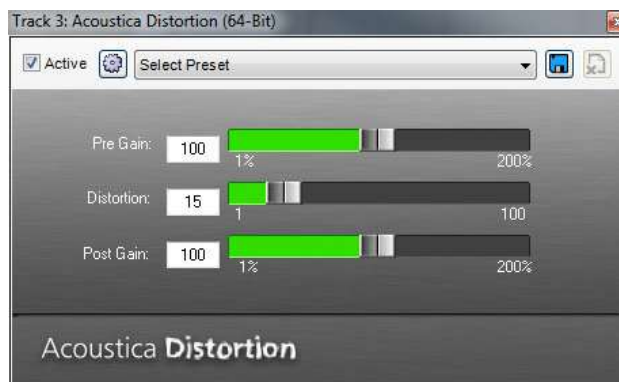 Track 3: Acoustica Distortion (64-Bit)
Active Select Preset
Pre Gain: 100
1% 200%
Distortion: 15
1 100
Post Gain: 100
1% 200%
Acoustica Distortion